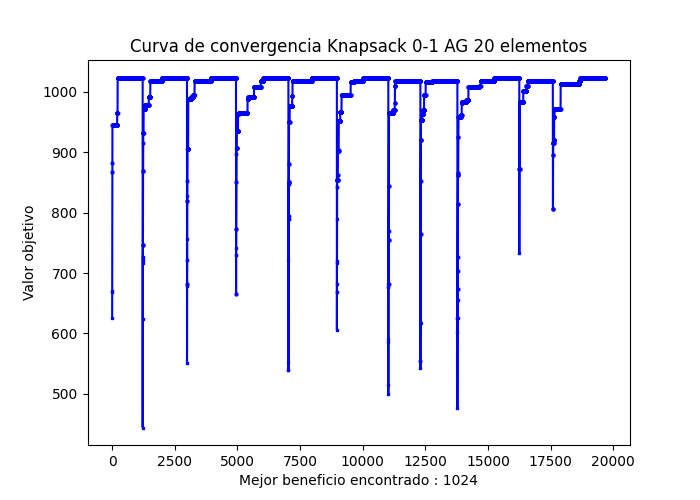 Curva de convergencia Knapsack 0-1 AG 20 elementos
1000
900
800
700
600
500
Valor objetivo
0 2500 5000 7500 10000 12500 15000 17500 20000
Mejor beneficio encontrado : 1024